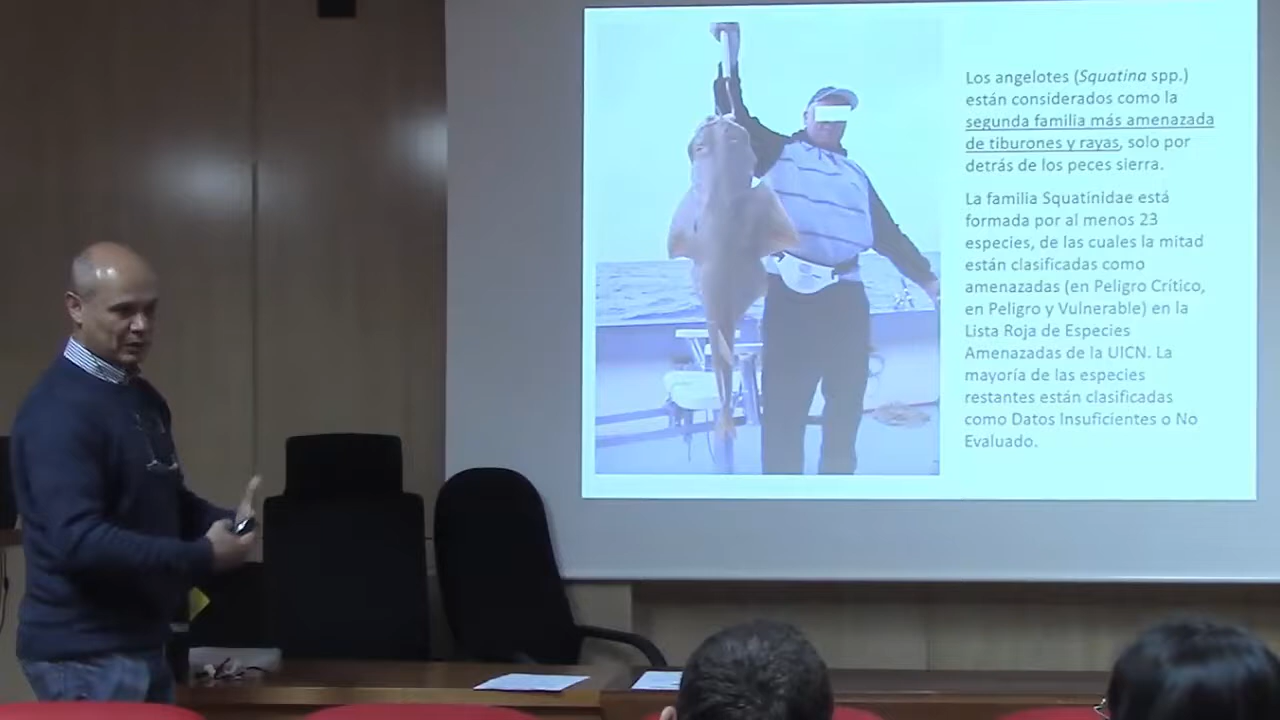 Los angelotes (Squatina spp.)
están considerados como la
segunda familia más amenazada
de tiburones y rayas, solo por
detrás de los peces sierra.
La familia Squatinidae está
formada por al menos 23
especies, de las cuales la mitad
están clasificadas como
amenazadas (en Peligro Crítico,
en Peligro y Vulnerable) en la
Lista Roja de Especies
Amenazadas de la UICN. La
mayoría de las especies
restantes están clasificadas
como Datos Insuficientes o No
Evaluado.